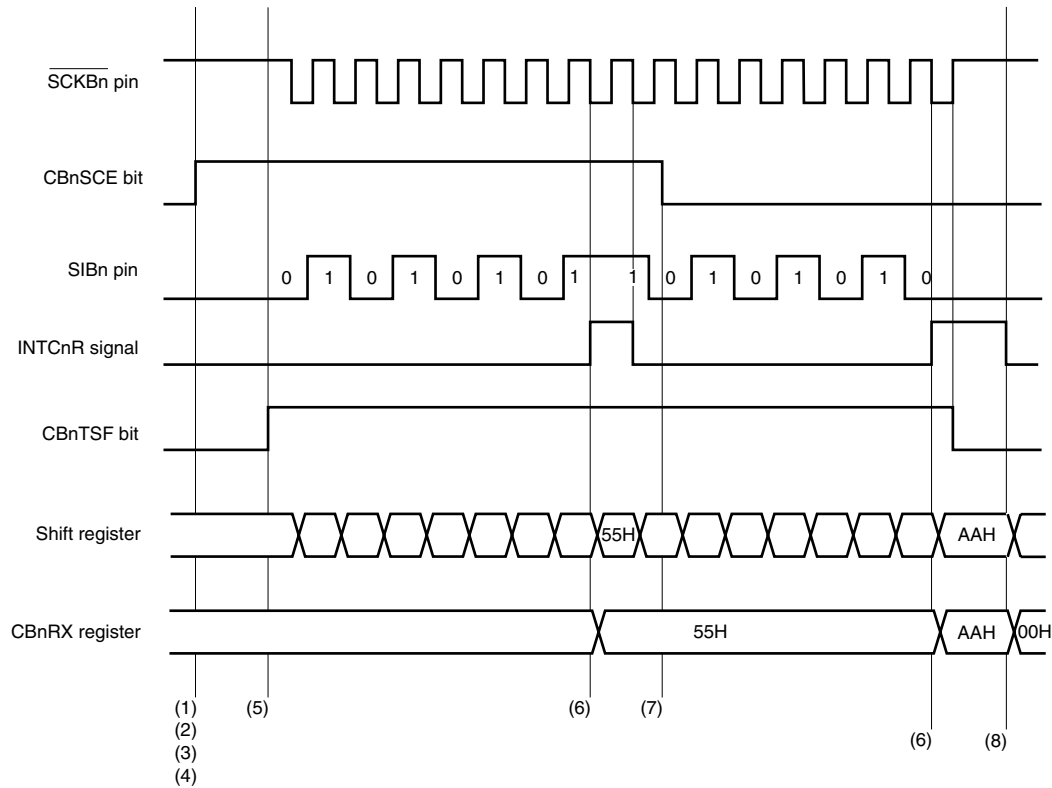 SCKBn pin
CBnSCE bit
SIBn pin
0 1 0 1 0 1 0 1 1 0 1 0 1 0 1 0
INTCnR signal
CBnTSF bit
Shift register
55H AAH
CBnRX register
55H AAH 00H
(1) (5) (6) (7)
(2)
(6) (8)
(3)
(4)